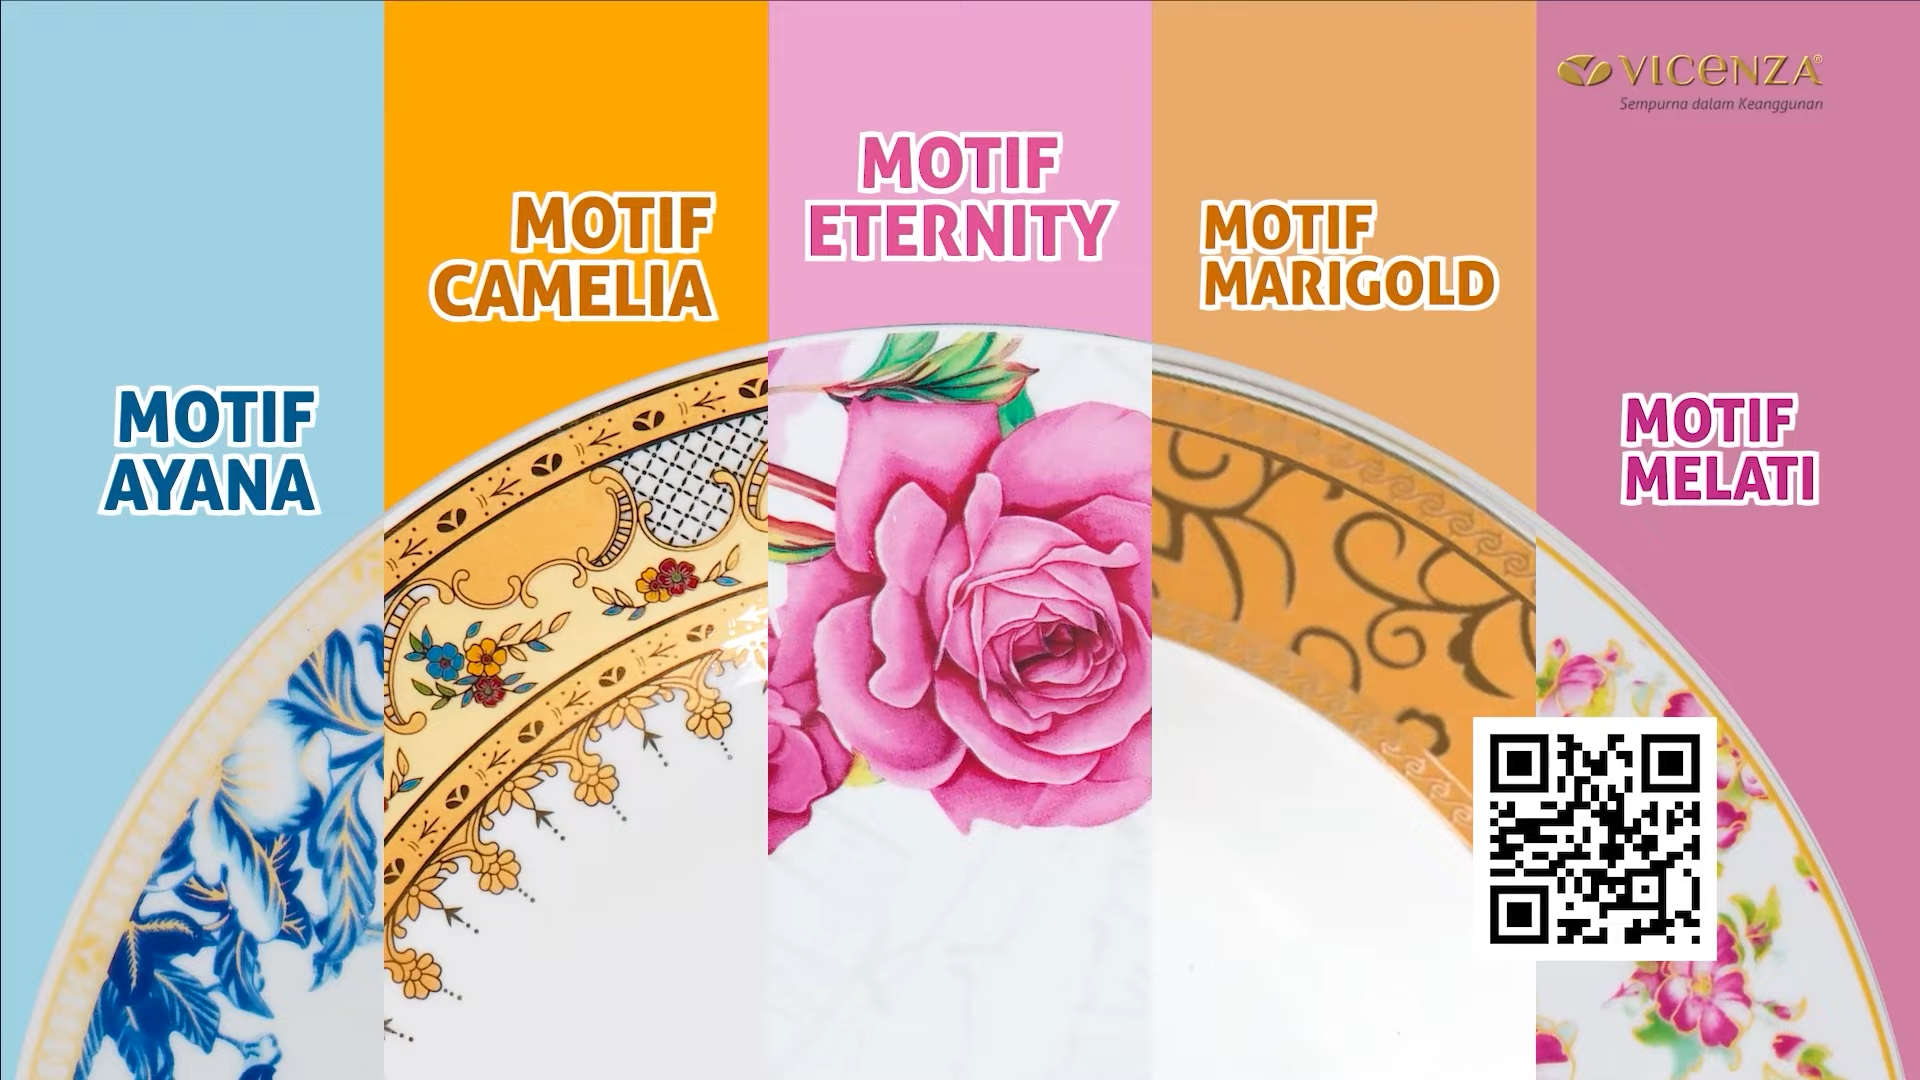 MOTIF
AYANA
MOTIF
CAMELIA
MOTIF
ETERNITY
MOTIF
MARIGOLD
MOTIF
MELATI
VICENZA®
Sempurna dalam Keanggunan